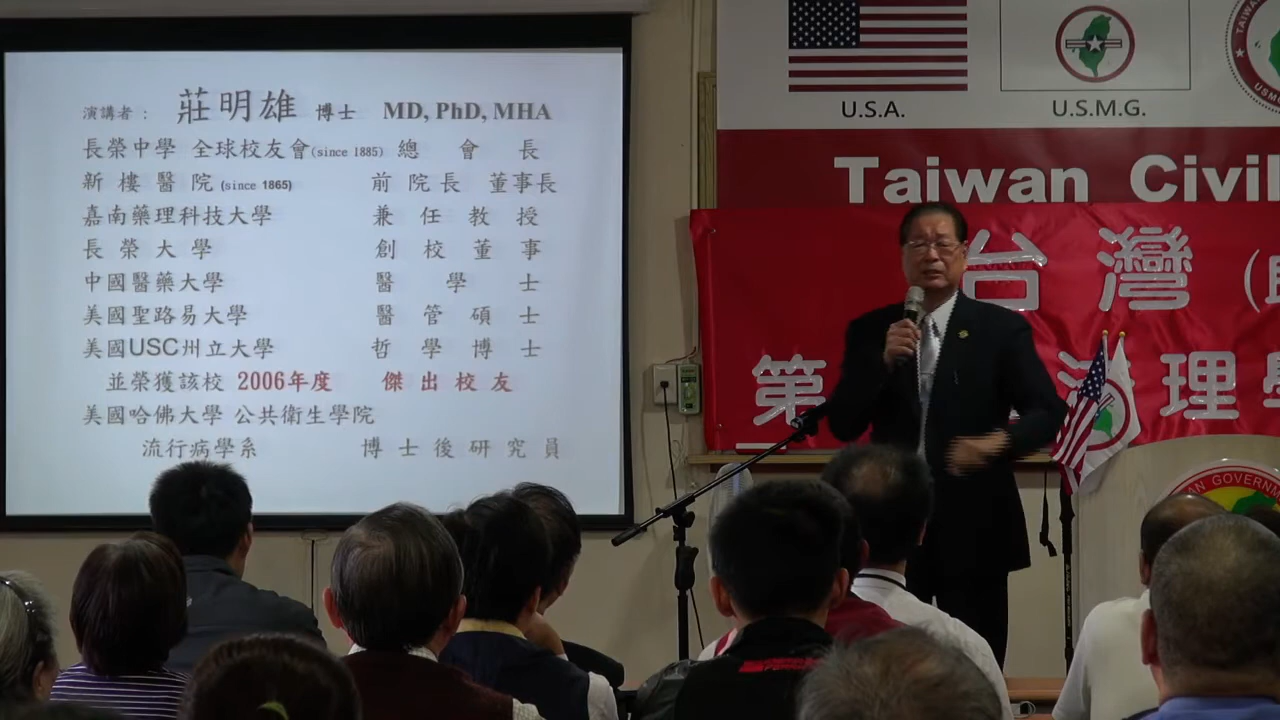 演講者： 莊明雄 博士 MD, PhD, MHA
長榮中學 全球校友會(since 1885) 總會長
新樓醫院 (since 1865) 前院長 董事長
嘉南藥理科技大學 兼任教授
長榮大學 創校董事
中國醫藥大學 醫學士
美國聖路易大學 醫管碩士
美國USC州立大學 哲學博士
並榮獲該校 2006年度 傑出校友
美國哈佛大學 公共衛生學院
流行病學系 博士後研究員
U.S.A.
U.S.M.G.
Taiwan Civil
台灣
第 理